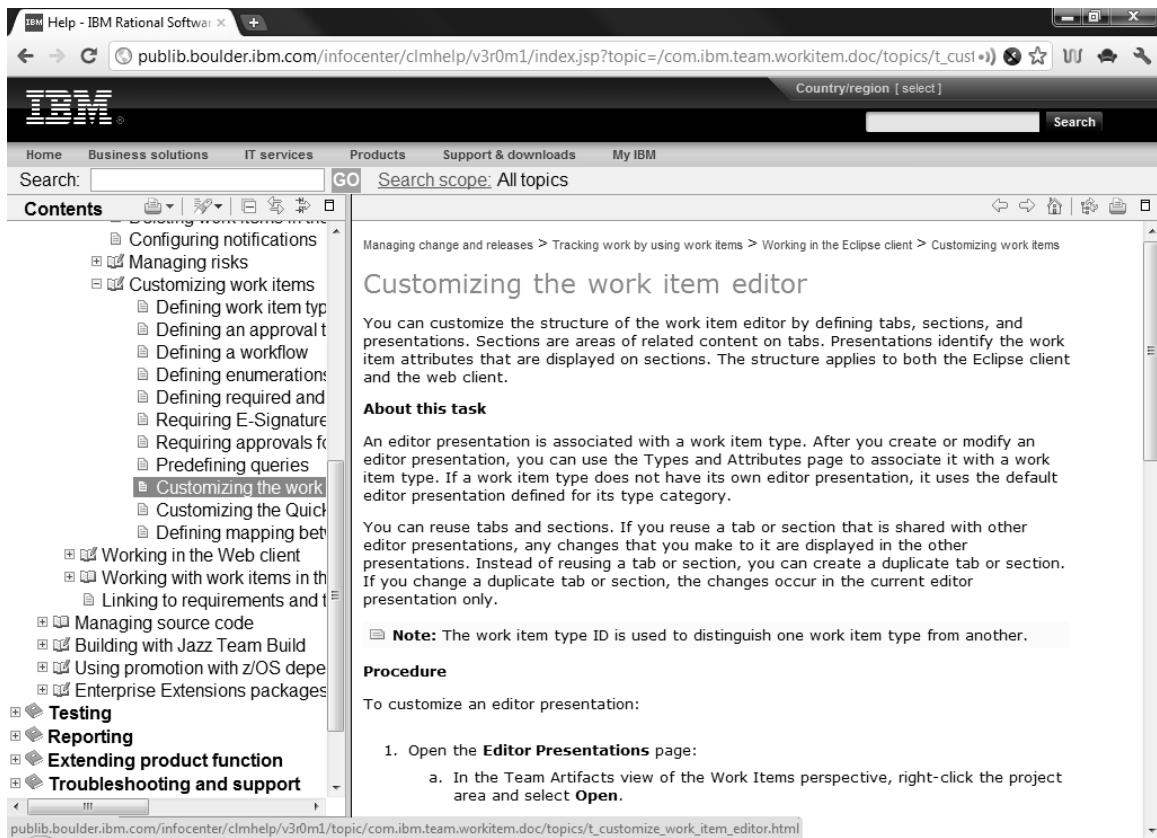 Help - IBM Rational Softwar
publib.boulder.ibm.com/infocenter/clmhelp/v3r0m1/index.jsp?topic=/com.ibm.team.workitem.doc/topics/t_cust
Country/region [ select ]
IBM
Search
Home Business solutions IT services Products Support & downloads My IBM
Search: GO Search scope: All topics
Contents
Deleting work items in the
Configuring notifications
Managing risks
Customizing work items
Defining work item typ
Defining an approval t
Defining a workflow
Defining enumerations
Defining required and
Requiring E-Signature
Requiring approvals fo
Predefining queries
Customizing the work
Customizing the Quick
Defining mapping betw
Working in the Web client
Working with work items in th
Linking to requirements and t
Managing source code
Building with Jazz Team Build
Using promotion with z/OS depe
Enterprise Extensions packages
Testing
Reporting
Extending product function
Troubleshooting and support
Managing change and releases > Tracking work by using work items > Working in the Eclipse client > Customizing work items
Customizing the work item editor
You can customize the structure of the work item editor by defining tabs, sections, and
presentations. Sections are areas of related content on tabs. Presentations identify the work
item attributes that are displayed on sections. The structure applies to both the Eclipse client
and the web client.
About this task
An editor presentation is associated with a work item type. After you create or modify an
editor presentation, you can use the Types and Attributes page to associate it with a work
item type. If a work item type does not have its own editor presentation, it uses the default
editor presentation defined for its type category.
You can reuse tabs and sections. If you reuse a tab or section that is shared with other
editor presentations, any changes that you make to it are displayed in the other
presentations. Instead of reusing a tab or section, you can create a duplicate tab or section.
If you change a duplicate tab or section, the changes occur in the current editor
presentation only.
Note: The work item type ID is used to distinguish one work item type from another.
Procedure
To customize an editor presentation:
1. Open the Editor Presentations page:
a. In the Team Artifacts view of the Work Items perspective, right-click the project
area and select Open.
publib.boulder.ibm.com/infocenter/clmhelp/v3r0m1/topic/com.ibm.team.workitem.doc/topics/t_customize_work_item_editor.html